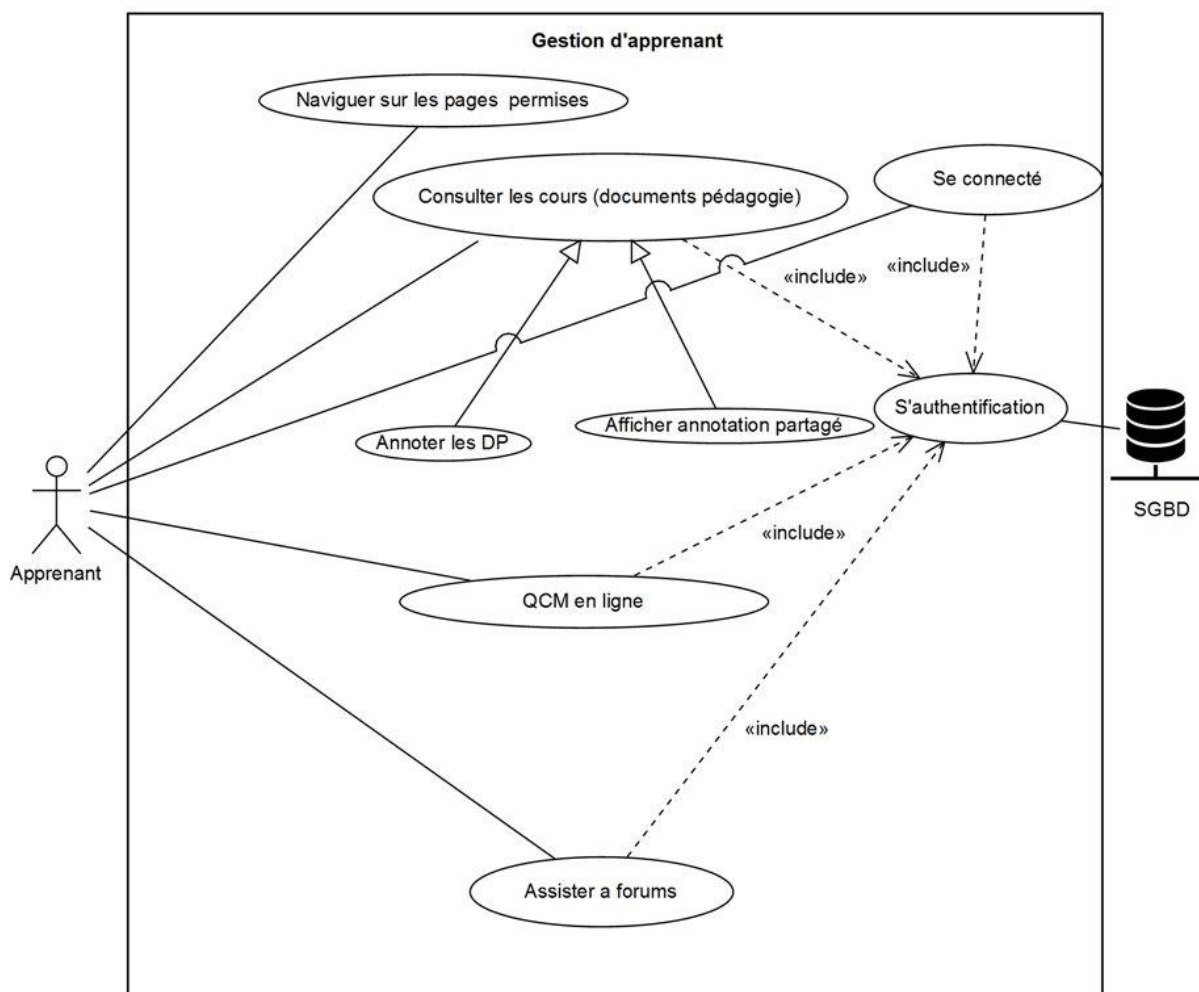 Gestion d'apprenant
Naviguer sur les pages permises
Se connecté
Consulter les cours (documents pédagogie)
«include»
«include»
S'authentification
Afficher annotation partagé
Annoter les DP
SGBD
«include»
Apprenant
QCM en ligne
«include»
Assister a forums